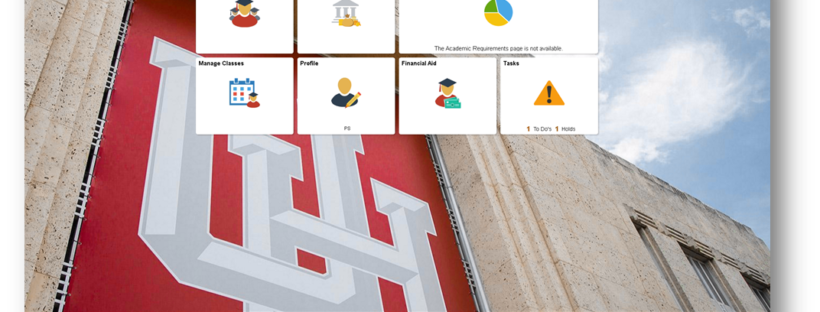 The Academic Requirements page is not available.
Manage Classes
Profile
Financial Aid
Tasks
PS
1 To Do's 1 Holds
UH